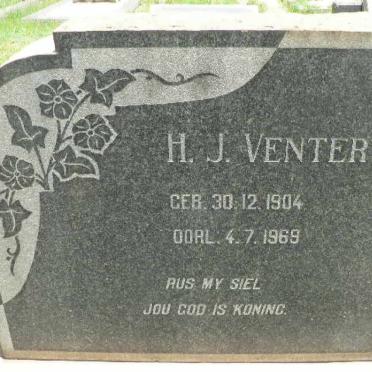 H. J. VENTER
GEB. 30.12.1904
OORL. 4.7.1969
RUS MY SIEL
JOU GOD IS KONING.